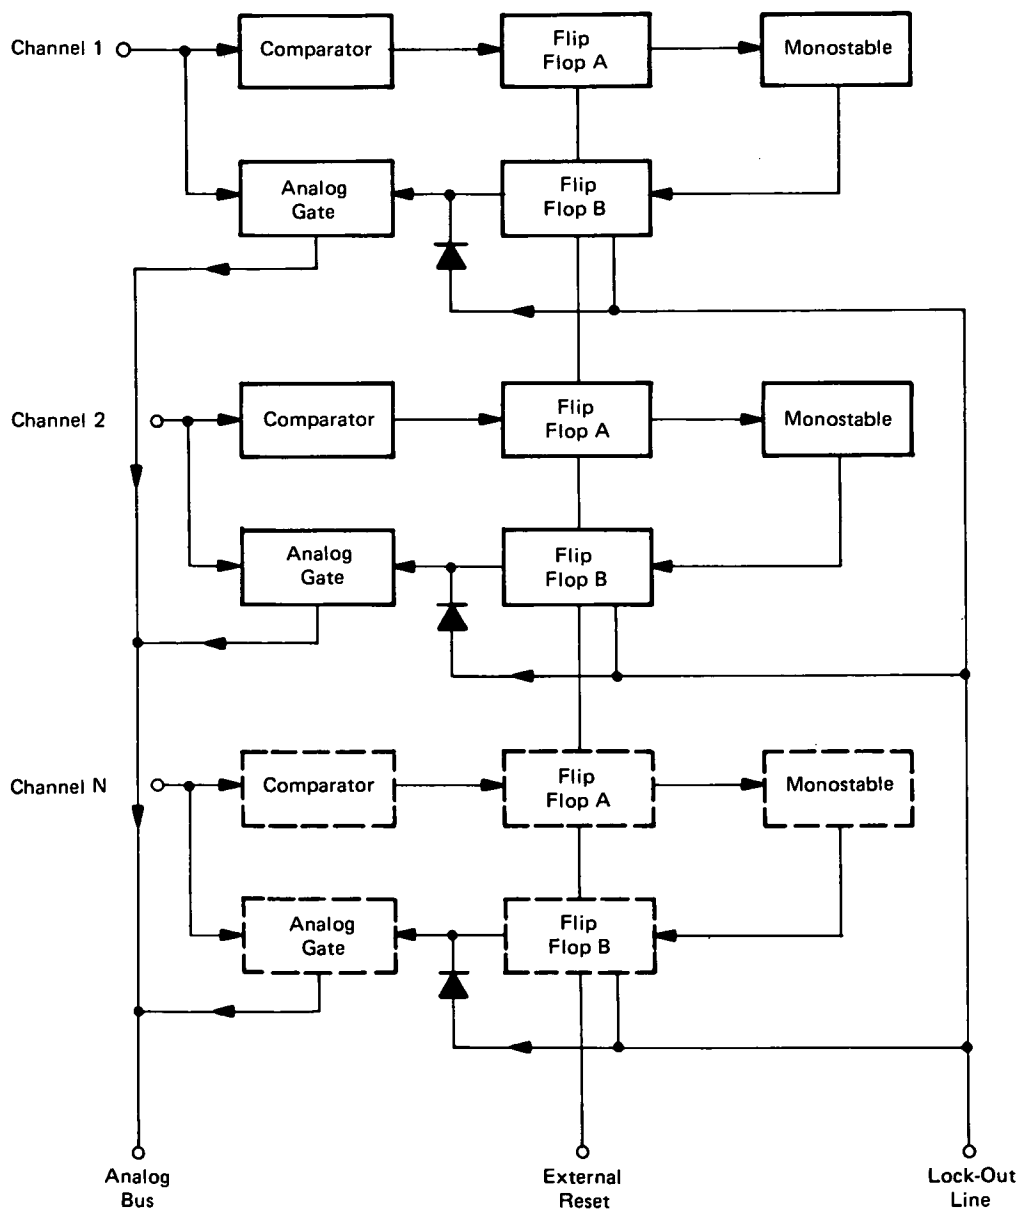 Channel 1
Comparator
Flip
Flop A
Monostable
Analog
Gate
Flip
Flop B
Channel 2
Comparator
Flip
Flop A
Monostable
Analog
Gate
Flip
Flop B
Channel N
Comparator
Flip
Flop A
Monostable
Analog
Gate
Flip
Flop B
Analog
Bus
External
Reset
Lock-Out
Line